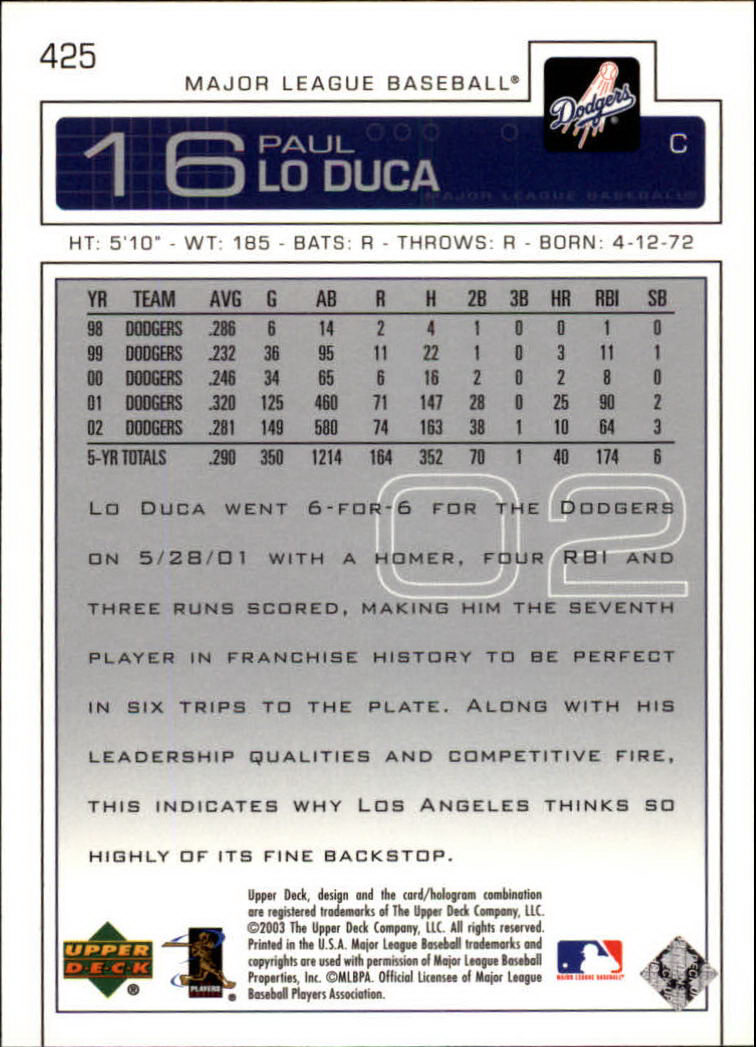 425
MAJOR LEAGUE BASEBALL®
Dodgers
16 PAUL LO DUCA C
MAJOR LEAGUE BASEBALL
HT: 5'10" - WT: 185 - BATS: R - THROWS: R - BORN: 4-12-72
YR TEAM AVG G AB R H 2B 3B HR RBI SB
98 DODGERS .286 6 14 2 4 1 0 0 1 0
99 DODGERS .232 36 95 11 22 1 0 3 11 1
00 DODGERS .246 34 65 6 16 2 0 2 8 0
01 DODGERS .320 125 460 71 147 28 0 25 90 2
02 DODGERS .281 149 580 74 163 38 1 10 64 3
5-YR TOTALS .290 350 1214 164 352 70 1 40 174 6
02
LO DUCA WENT 6-FOR-6 FOR THE DODGERS
ON 5/28/01 WITH A HOMER, FOUR RBI AND
THREE RUNS SCORED, MAKING HIM THE SEVENTH
PLAYER IN FRANCHISE HISTORY TO BE PERFECT
IN SIX TRIPS TO THE PLATE. ALONG WITH HIS
LEADERSHIP QUALITIES AND COMPETITIVE FIRE,
THIS INDICATES WHY LOS ANGELES THINKS SO
HIGHLY OF ITS FINE BACKSTOP.
Upper Deck, design and the card/hologram combination
are registered trademarks of The Upper Deck Company, LLC.
©2003 The Upper Deck Company, LLC. All rights reserved.
Printed in the U.S.A. Major League Baseball trademarks and
copyrights are used with permission of Major League Baseball
Properties, Inc. ©MLBPA. Official Licensee of Major League
Baseball Players Association.
UPPER
DECK®
PLAYERS
®
MAJOR LEAGUE BASEBALL